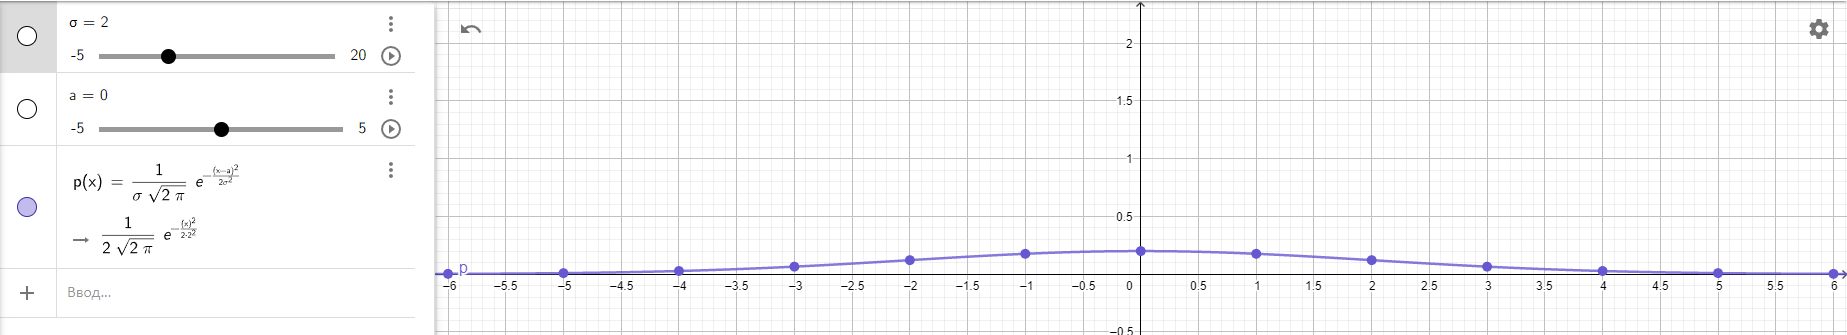 σ = 2
-5 20
a = 0
-5 5
p(x) = 1 / (σ √(2 π)) e^(-(x-a)²/(2σ²))
→ 1 / (2 √(2 π)) e^(-(x)²/(2·2²))
+ Ввод...
2
1.5
1
0.5
p
−6 −5.5 −5 −4.5 −4 −3.5 −3 −2.5 −2 −1.5 −1 −0.5 0 0.5 1 1.5 2 2.5 3 3.5 4 4.5 5 5.5 6
−0.5